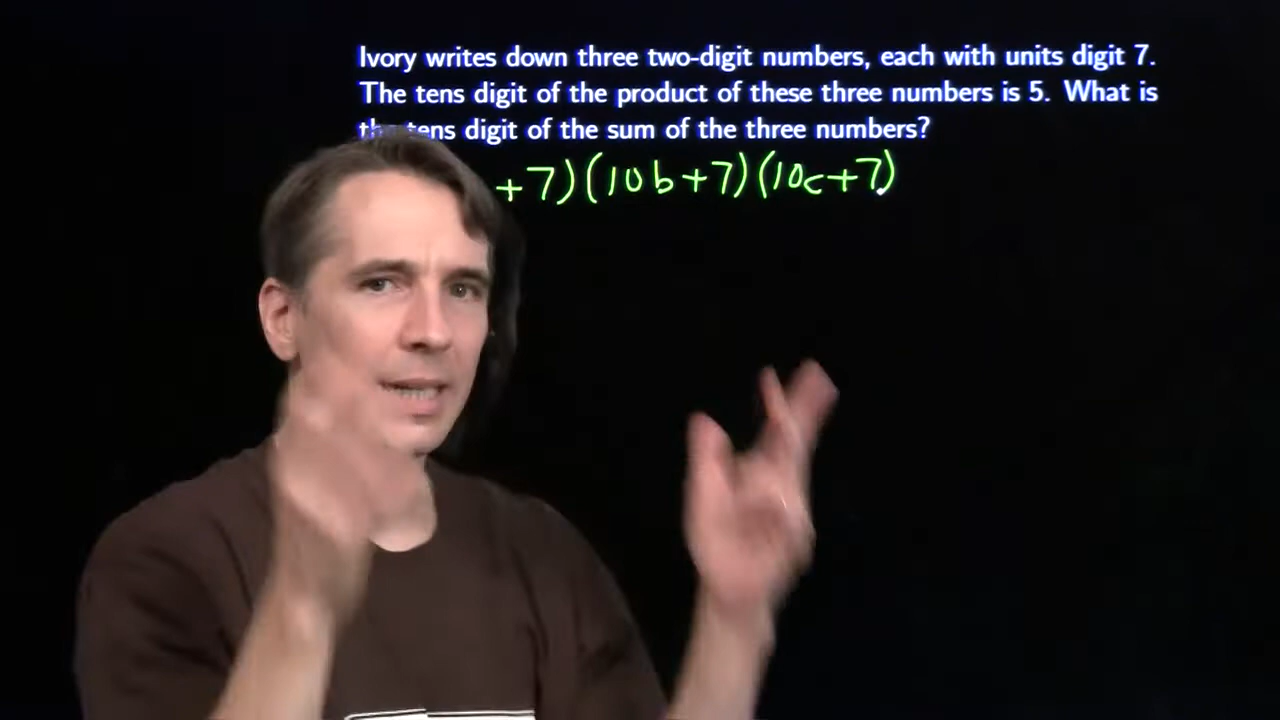 Ivory writes down three two-digit numbers, each with units digit 7.
The tens digit of the product of these three numbers is 5. What is
tens digit of the sum of the three numbers?
+7)(10b+7)(10c+7)